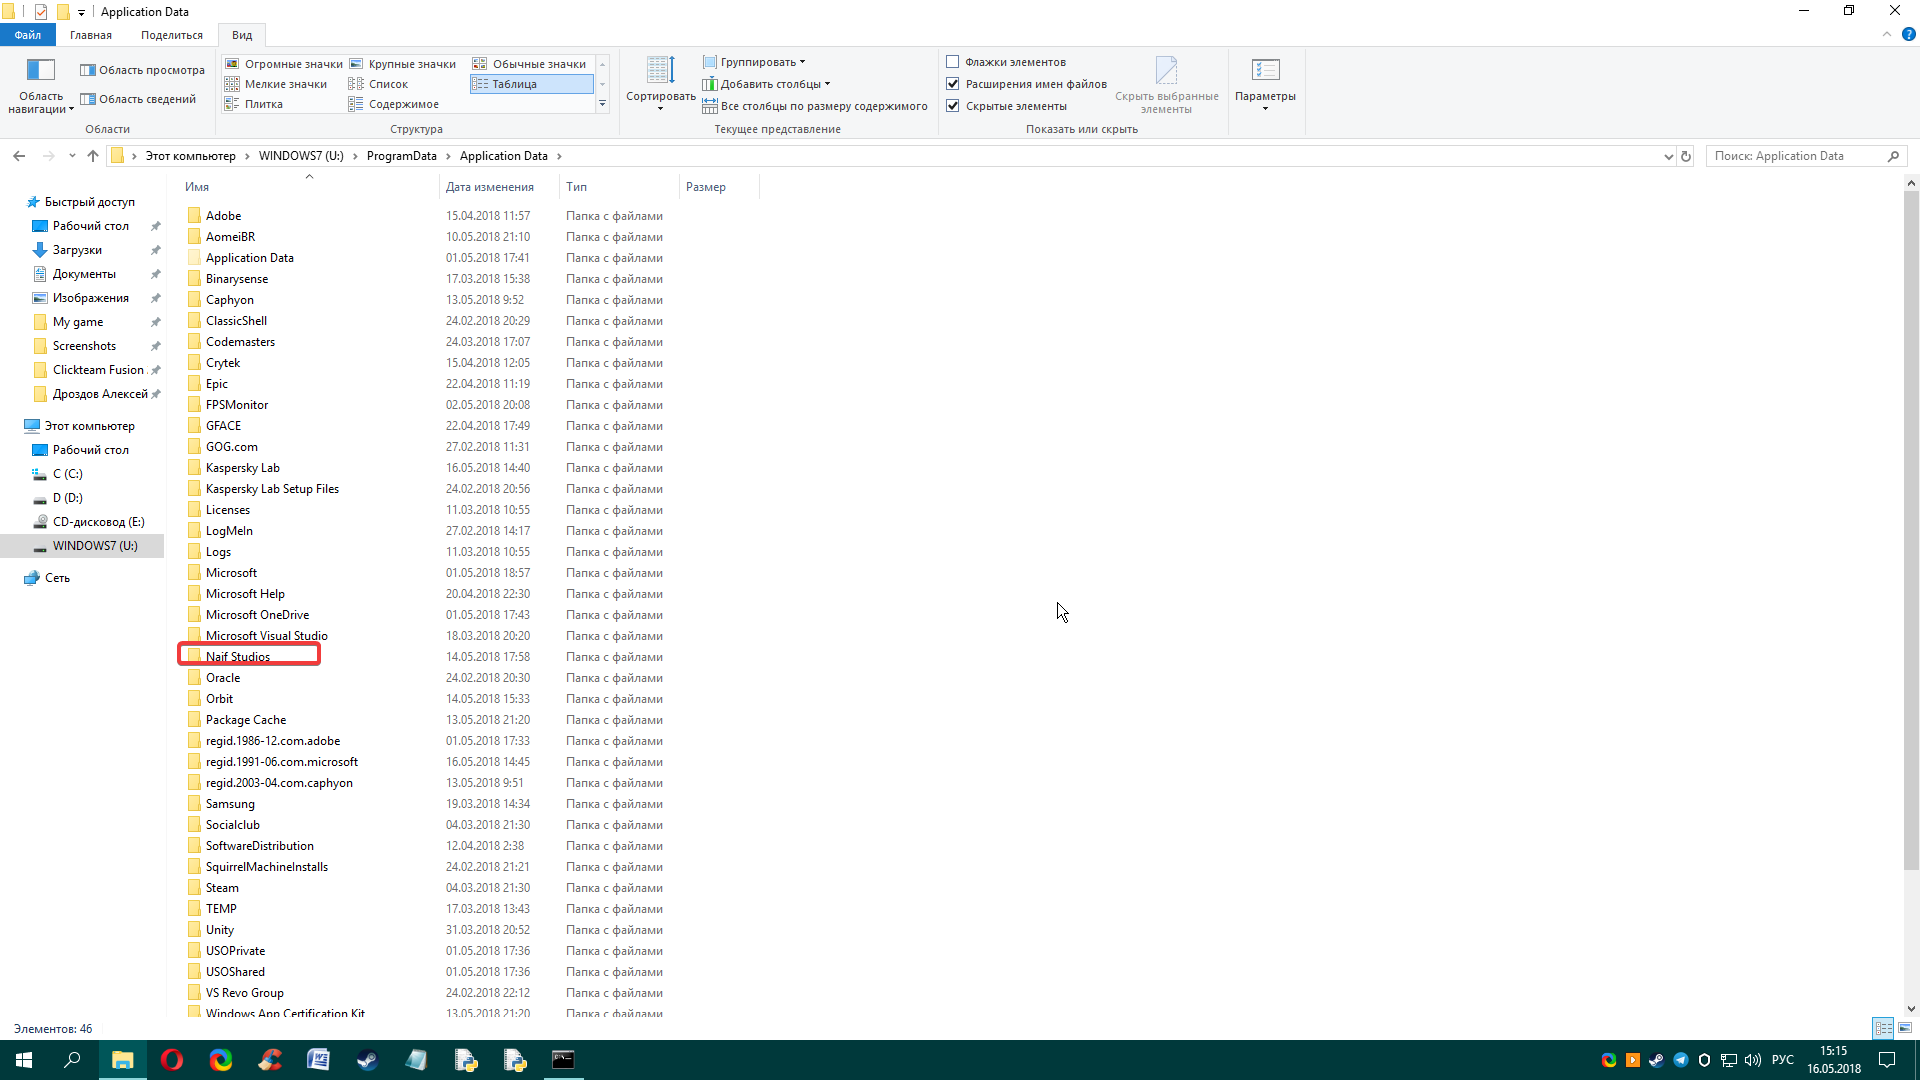 Application Data
Файл Главная Поделиться Вид
Область навигации
Область просмотра
Область сведений
Области
Огромные значки Крупные значки Обычные значки
Мелкие значки Список Таблица
Плитка Содержимое
Структура
Сортировать
Группировать
Добавить столбцы
Все столбцы по размеру содержимого
Текущее представление
Флажки элементов
Расширения имен файлов
Скрытые элементы
Скрыть выбранные элементы
Показать или скрыть
Параметры
Этот компьютер WINDOWS7 (U:) ProgramData Application Data
Поиск: Application Data
Быстрый доступ
Рабочий стол
Загрузки
Документы
Изображения
My game
Screenshots
Clickteam Fusion
Дроздов Алексей
Этот компьютер
Рабочий стол
C (C:)
D (D:)
CD-дисковод (E:)
WINDOWS7 (U:)
Сеть
Имя Дата изменения Тип Размер
Adobe 15.04.2018 11:57 Папка с файлами
AomeiBR 10.05.2018 21:10 Папка с файлами
Application Data 01.05.2018 17:41 Папка с файлами
Binarysense 17.03.2018 15:38 Папка с файлами
Caphyon 13.05.2018 9:52 Папка с файлами
ClassicShell 24.02.2018 20:29 Папка с файлами
Codemasters 24.03.2018 17:07 Папка с файлами
Crytek 15.04.2018 12:05 Папка с файлами
Epic 22.04.2018 11:19 Папка с файлами
FPSMonitor 02.05.2018 20:08 Папка с файлами
GFACE 22.04.2018 17:49 Папка с файлами
GOG.com 27.02.2018 11:31 Папка с файлами
Kaspersky Lab 16.05.2018 14:40 Папка с файлами
Kaspersky Lab Setup Files 24.02.2018 20:56 Папка с файлами
Licenses 11.03.2018 10:55 Папка с файлами
LogMeIn 27.02.2018 14:17 Папка с файлами
Logs 11.03.2018 10:55 Папка с файлами
Microsoft 01.05.2018 18:57 Папка с файлами
Microsoft Help 20.04.2018 22:30 Папка с файлами
Microsoft OneDrive 01.05.2018 17:43 Папка с файлами
Microsoft Visual Studio 18.03.2018 20:20 Папка с файлами
Naif Studios 14.05.2018 17:58 Папка с файлами
Oracle 24.02.2018 20:30 Папка с файлами
Orbit 14.05.2018 15:33 Папка с файлами
Package Cache 13.05.2018 21:20 Папка с файлами
regid.1986-12.com.adobe 01.05.2018 17:33 Папка с файлами
regid.1991-06.com.microsoft 16.05.2018 14:45 Папка с файлами
regid.2003-04.com.caphyon 13.05.2018 9:51 Папка с файлами
Samsung 19.03.2018 14:34 Папка с файлами
Socialclub 04.03.2018 21:30 Папка с файлами
SoftwareDistribution 12.04.2018 2:38 Папка с файлами
SquirrelMachineInstalls 24.02.2018 21:21 Папка с файлами
Steam 04.03.2018 21:30 Папка с файлами
TEMP 17.03.2018 13:43 Папка с файлами
Unity 31.03.2018 20:52 Папка с файлами
USOPrivate 01.05.2018 17:36 Папка с файлами
USOShared 01.05.2018 17:36 Папка с файлами
VS Revo Group 24.02.2018 22:12 Папка с файлами
Windows App Certification Kit 13.05.2018 21:20 Папка с файлами
Элементов: 46
РУС
15:15
16.05.2018